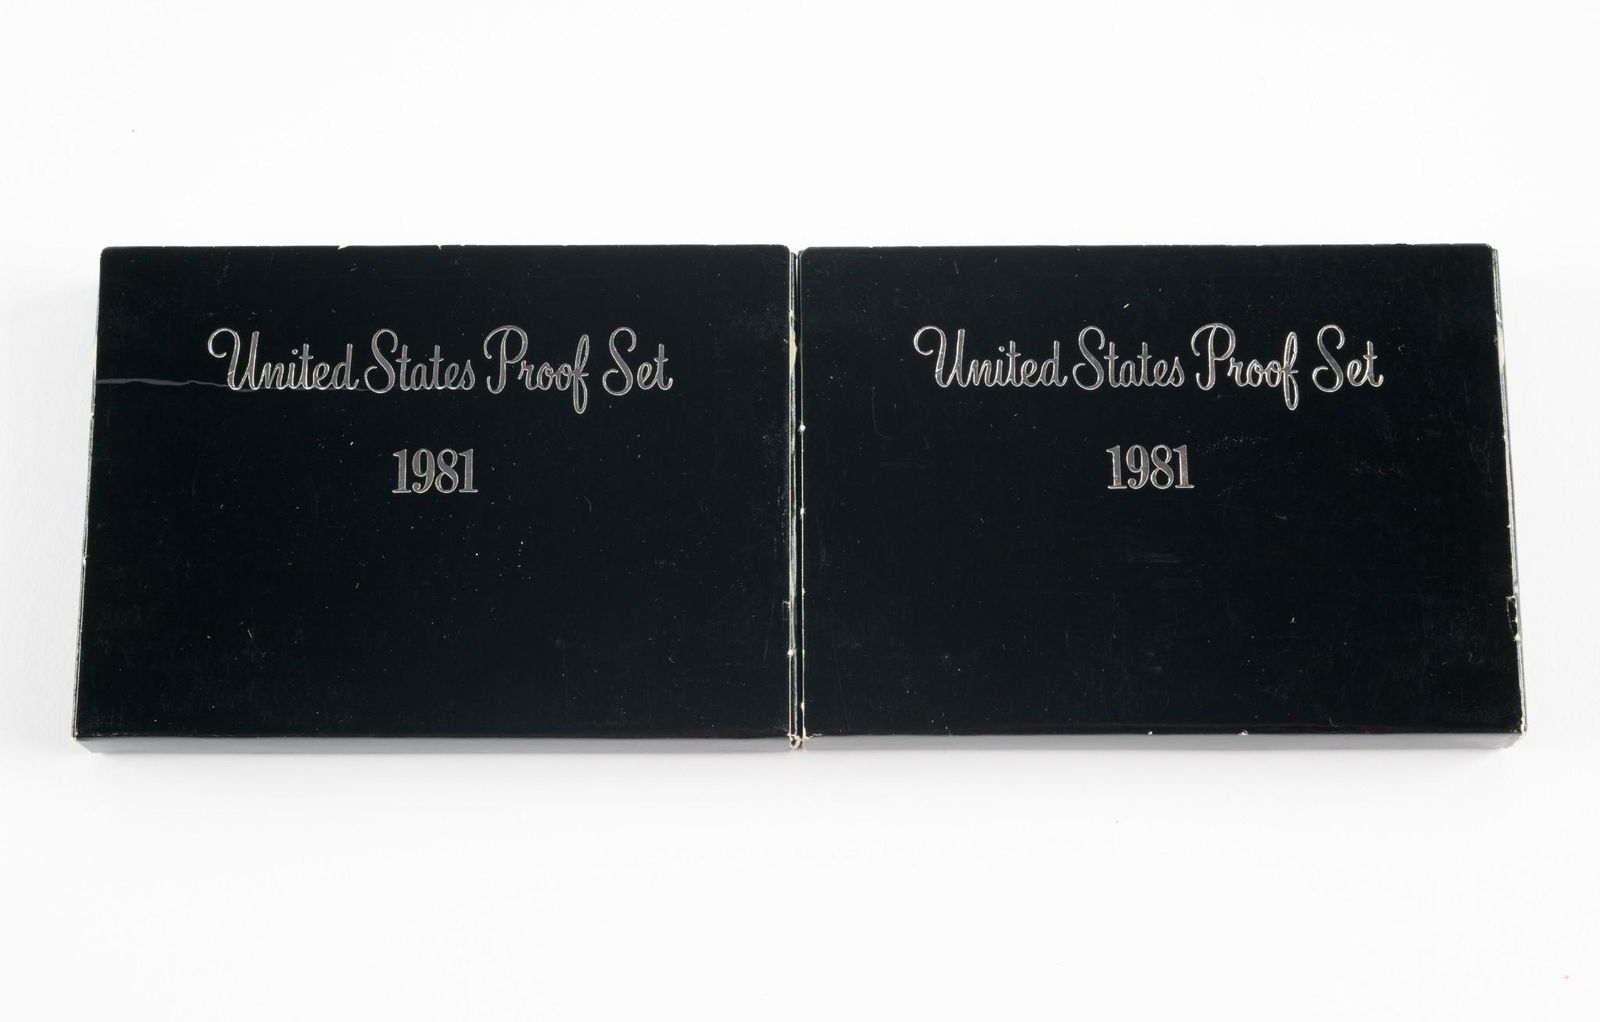 United States Proof Set
1981
United States Proof Set
1981